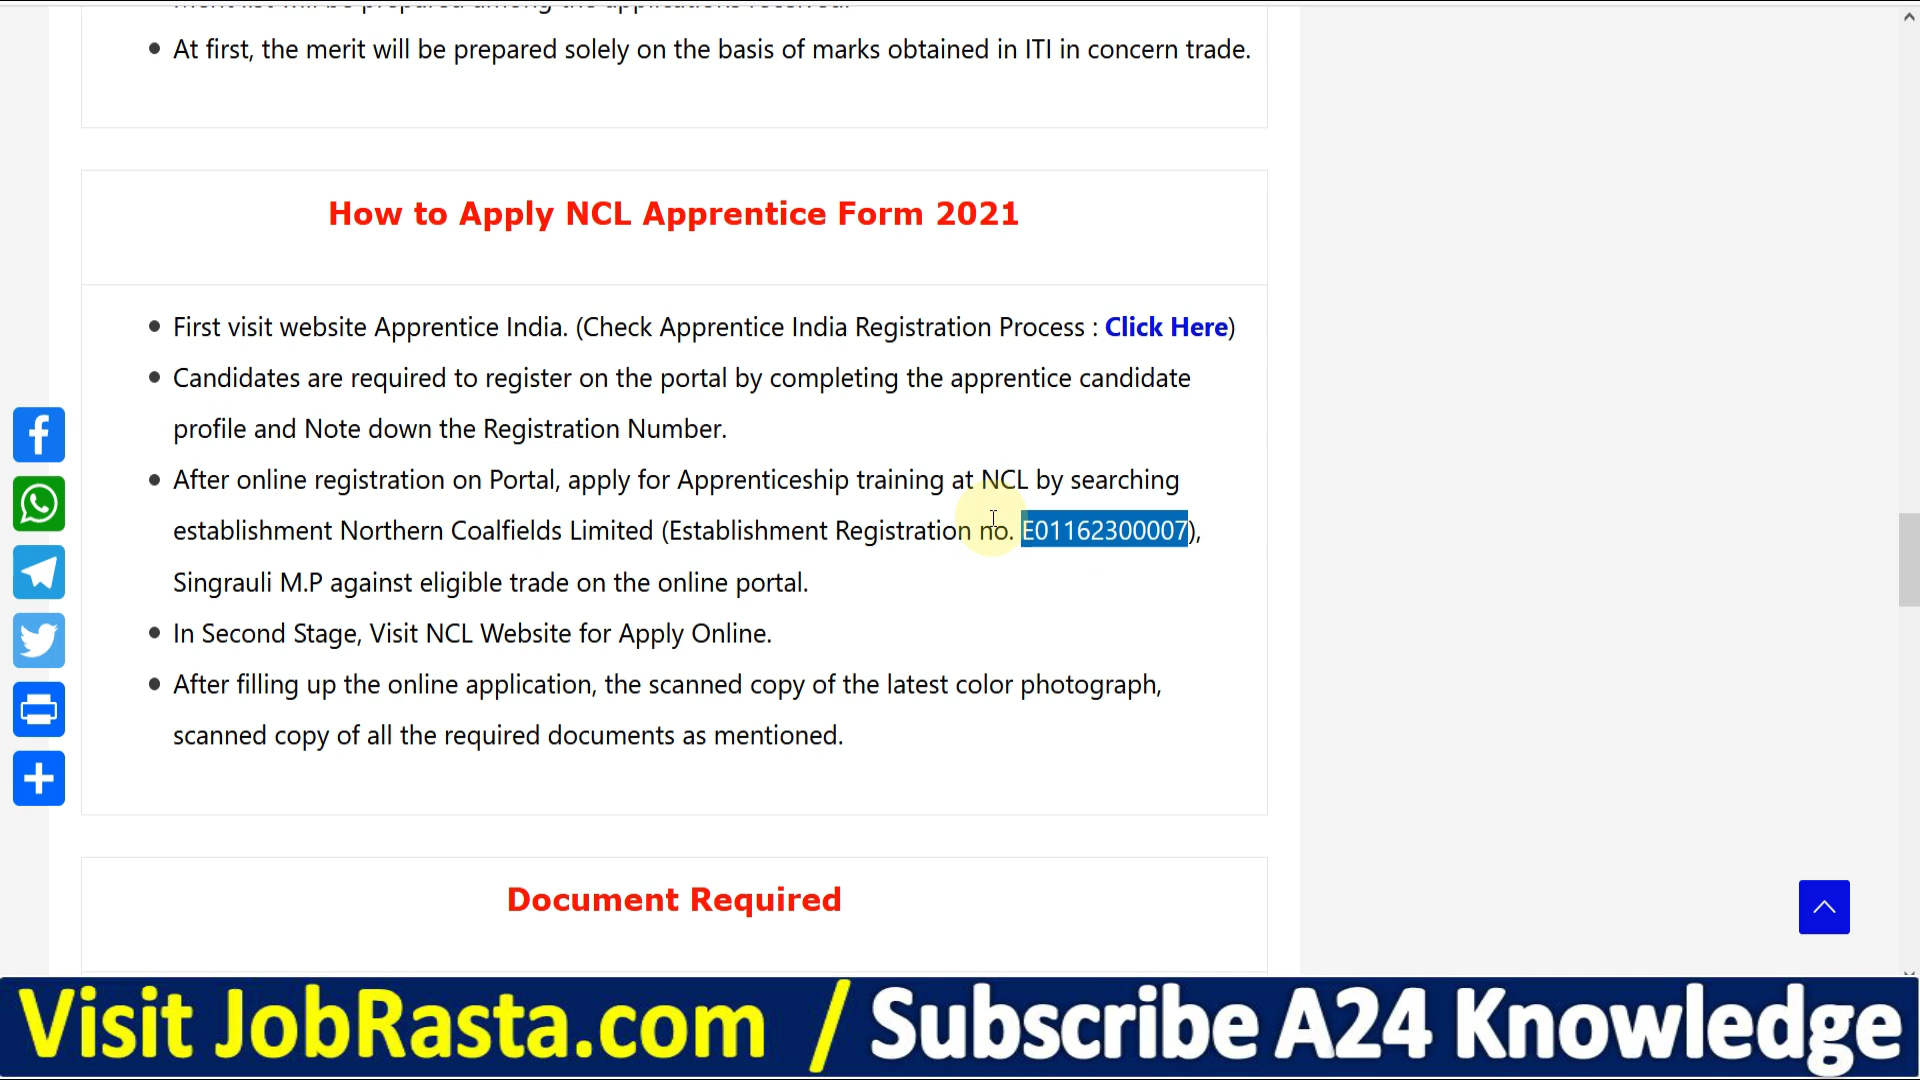 At first, the merit will be prepared solely on the basis of marks obtained in ITI in concern trade.
How to Apply NCL Apprentice Form 2021
First visit website Apprentice India. (Check Apprentice India Registration Process : Click Here)
Candidates are required to register on the portal by completing the apprentice candidate
profile and Note down the Registration Number.
After online registration on Portal, apply for Apprenticeship training at NCL by searching
establishment Northern Coalfields Limited (Establishment Registration no. E01162300007),
Singrauli M.P against eligible trade on the online portal.
In Second Stage, Visit NCL Website for Apply Online.
After filling up the online application, the scanned copy of the latest color photograph,
scanned copy of all the required documents as mentioned.
Document Required
Visit JobRasta.com / Subscribe A24 Knowledge